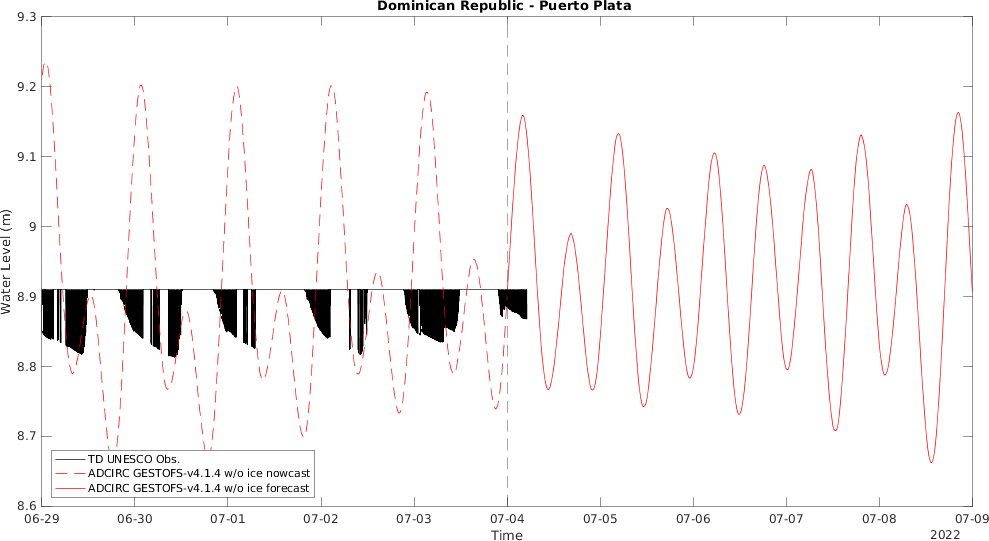 Dominican Republic - Puerto Plata
9.3
9.2
9.1
9
8.9
8.8
8.7
8.6
Water Level (m)
TD UNESCO Obs.
ADCIRC GESTOFS-v4.1.4 w/o ice nowcast
ADCIRC GESTOFS-v4.1.4 w/o ice forecast
06-29 06-30 07-01 07-02 07-03 07-04 07-05 07-06 07-07 07-08 07-09
Time
2022